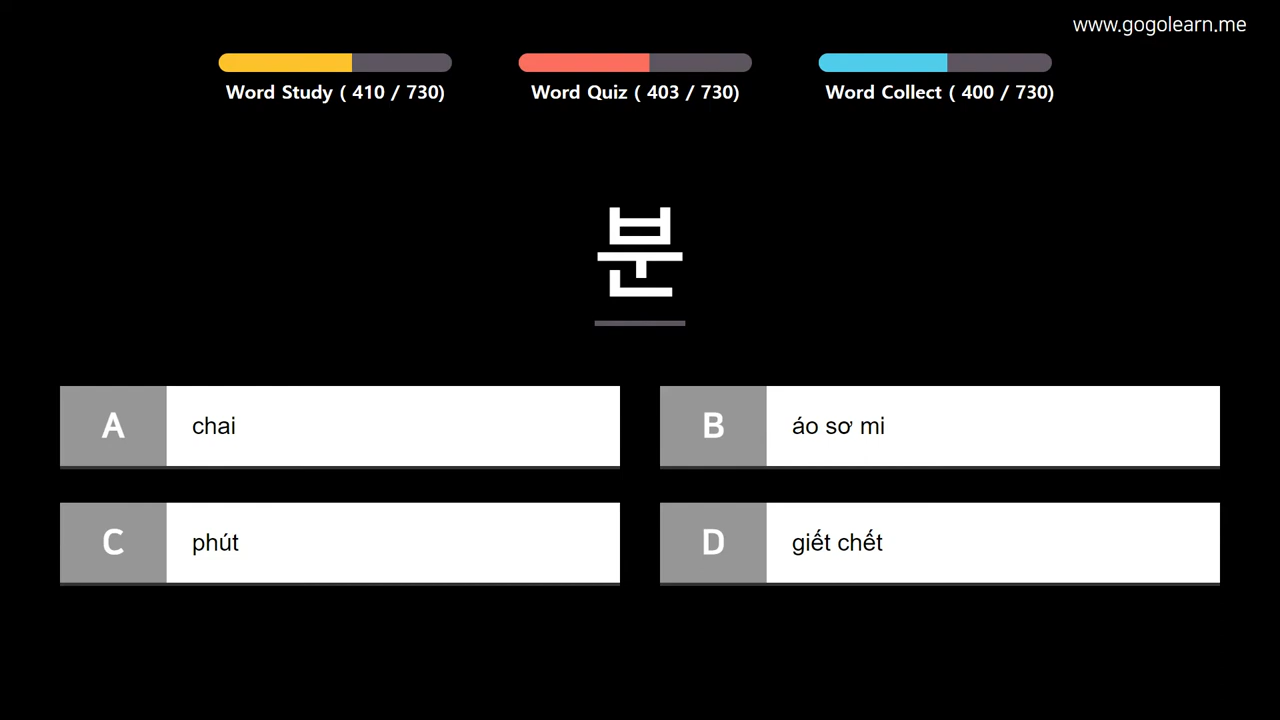 www.gogolearn.me
Word Study ( 410 / 730)
Word Quiz ( 403 / 730)
Word Collect ( 400 / 730)
분
A chai
B áo sơ mi
C phút
D giết chết